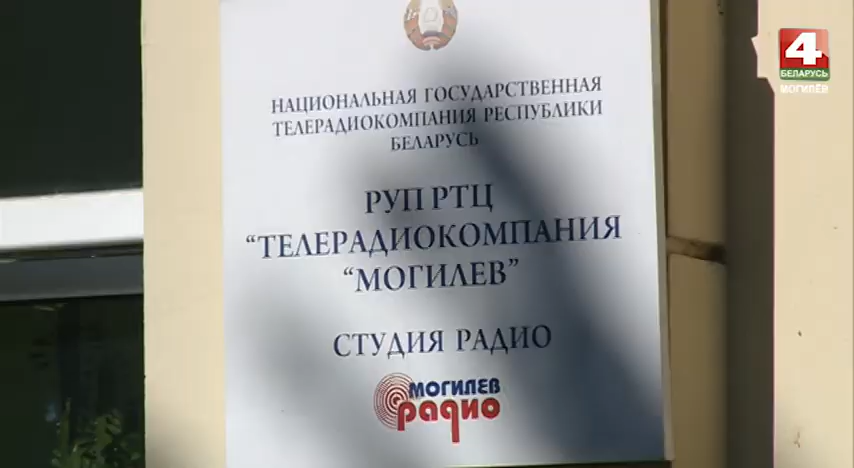 4
БЕЛАРУСЬ
МОГИЛЁВ
НАЦИОНАЛЬНАЯ ГОСУДАРСТВЕННАЯ
ТЕЛЕРАДИОКОМПАНИЯ РЕСПУБЛИКИ
БЕЛАРУСЬ
РУП РТЦ
“ТЕЛЕРАДИОКОМПАНИЯ
“МОГИЛЕВ”
СТУДИЯ РАДИО
МОГИЛЕВ
радио